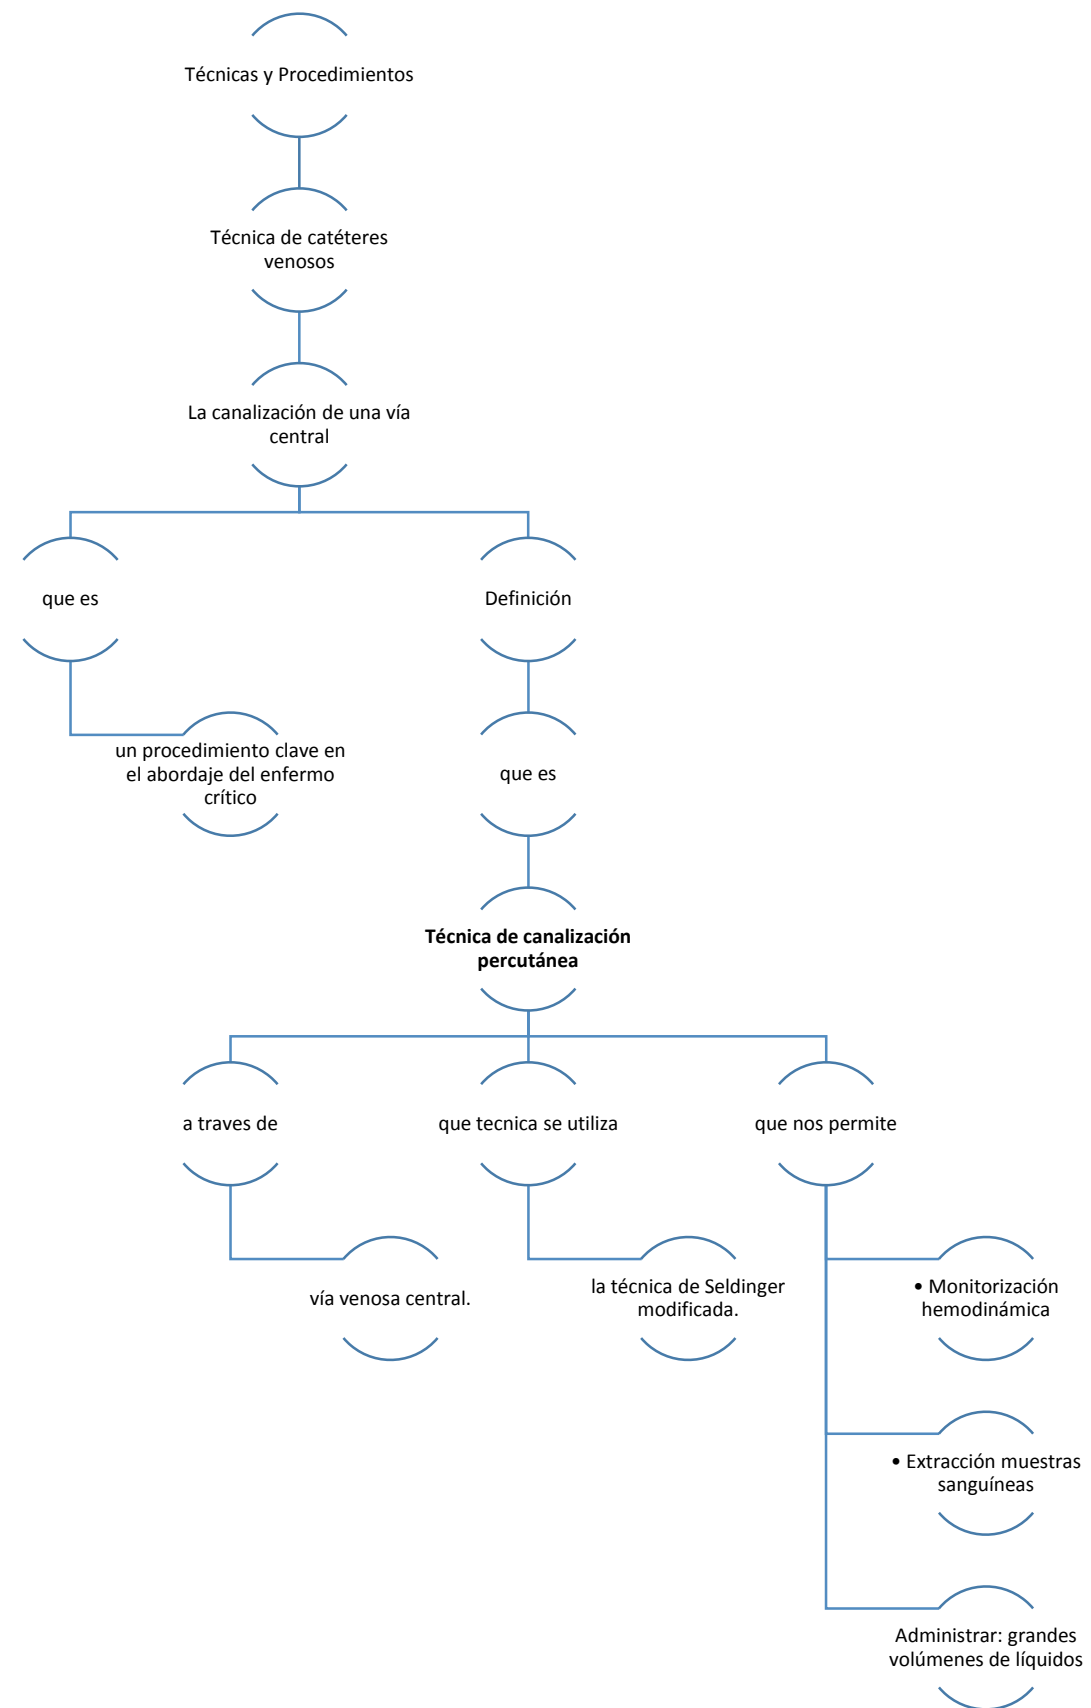 Técnicas y Procedimientos
Técnica de catéteres
venosos
La canalización de una vía
central
que es
Definición
un procedimiento clave en
el abordaje del enfermo
crítico
que es
Técnica de canalización
percutánea
a traves de
que tecnica se utiliza
que nos permite
vía venosa central.
la técnica de Seldinger
modificada.
• Monitorización
hemodinámica
• Extracción muestras
sanguíneas
Administrar: grandes
volúmenes de líquidos